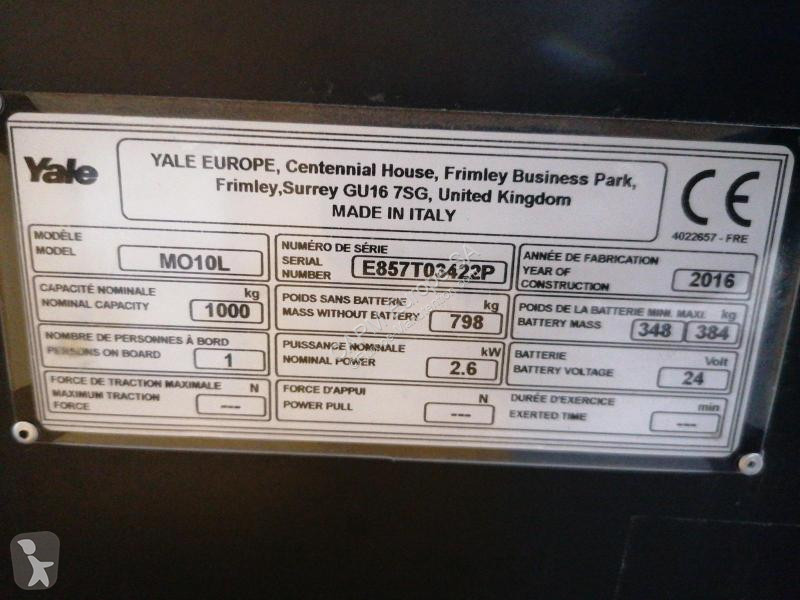 Yale
YALE EUROPE, Centennial House, Frimley Business Park,
Frimley,Surrey GU16 7SG, United Kingdom
MADE IN ITALY
CE
4022657 - FRE
MODÈLE
MODEL
MO10L
NUMÉRO DE SÉRIE
SERIAL
NUMBER
E857T03422P
ANNÉE DE FABRICATION
YEAR OF
CONSTRUCTION
2016
CAPACITÉ NOMINALE
NOMINAL CAPACITY
kg
1000
POIDS SANS BATTERIE
MASS WITHOUT BATTERY
kg
798
POIDS DE LA BATTERIE MINI. MAXI. kg
BATTERY MASS
348
384
NOMBRE DE PERSONNES À BORD
PERSONS ON BOARD
1
PUISSANCE NOMINALE
NOMINAL POWER
kW
2.6
BATTERIE
BATTERY VOLTAGE
Volt
24
FORCE DE TRACTION MAXIMALE
MAXIMUM TRACTION
FORCE
N
---
FORCE D'APPUI
POWER PULL
N
---
DURÉE D'EXERCICE
EXERTED TIME
min
---